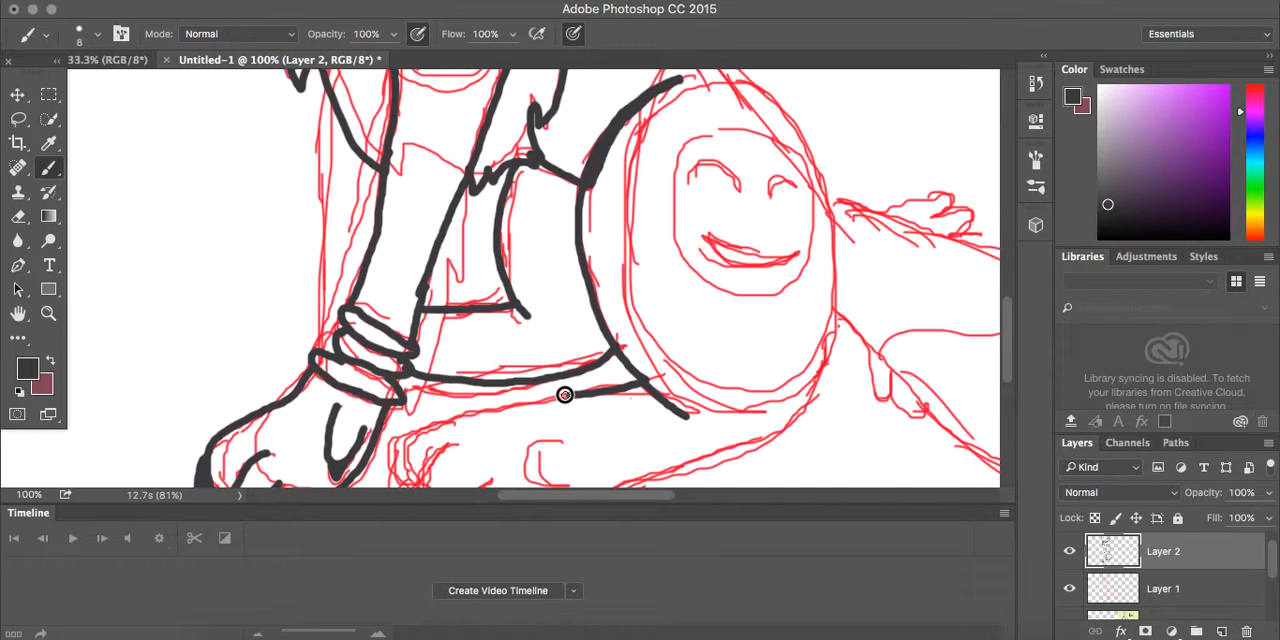 Adobe Photoshop CC 2015
8
Mode: Normal
Opacity: 100%
Flow: 100%
Essentials
33.3% (RGB/8*)
Untitled-1 @ 100% (Layer 2, RGB/8*) *
Color
Swatches
Libraries
Adjustments
Styles
Library syncing is disabled. To fetch
your libraries from Creative Cloud,
please turn on file syncing.
Layers
Channels
Paths
Kind
Normal
Opacity: 100%
Lock:
Fill: 100%
Layer 2
Layer 1
100%
12.7s (81%)
Timeline
Create Video Timeline
fx